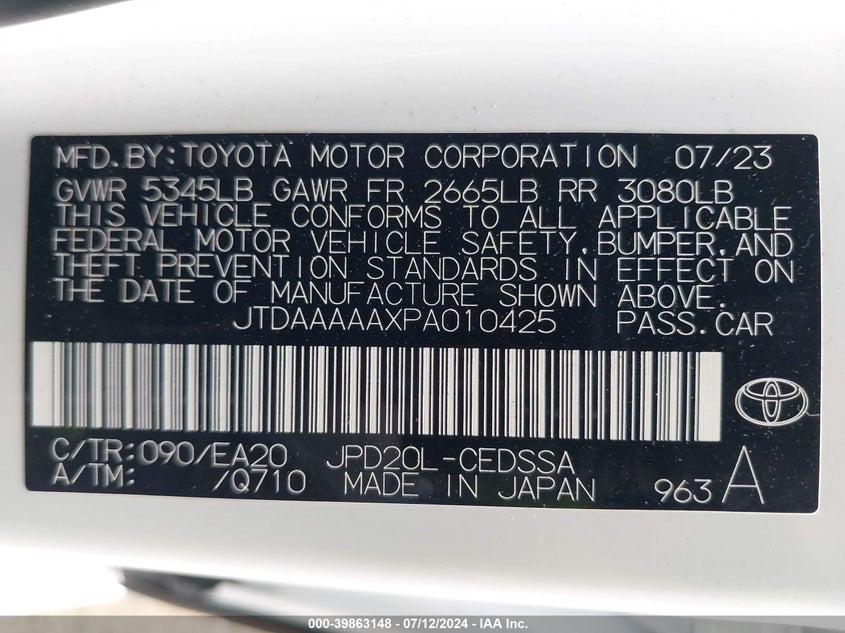 MFD.BY:TOYOTA MOTOR CORPORATION 07/23
GVWR 5345LB GAWR FR 2665LB RR 3080LB
THIS VEHICLE CONFORMS TO ALL APPLICABLE
FEDERAL MOTOR VEHICLE SAFETY,BUMPER,AND
THEFT PREVENTION STANDARDS IN EFFECT ON
THE DATE OF MANUFACTURE SHOWN ABOVE.
JTDAAAAAXPA010425 PASS.CAR
C/TR:090/EA20 JPD20L-CEDSSA
A/TM: /Q710 MADE IN JAPAN 963 A
000-39863148 - 07/12/2024 - IAA Inc.